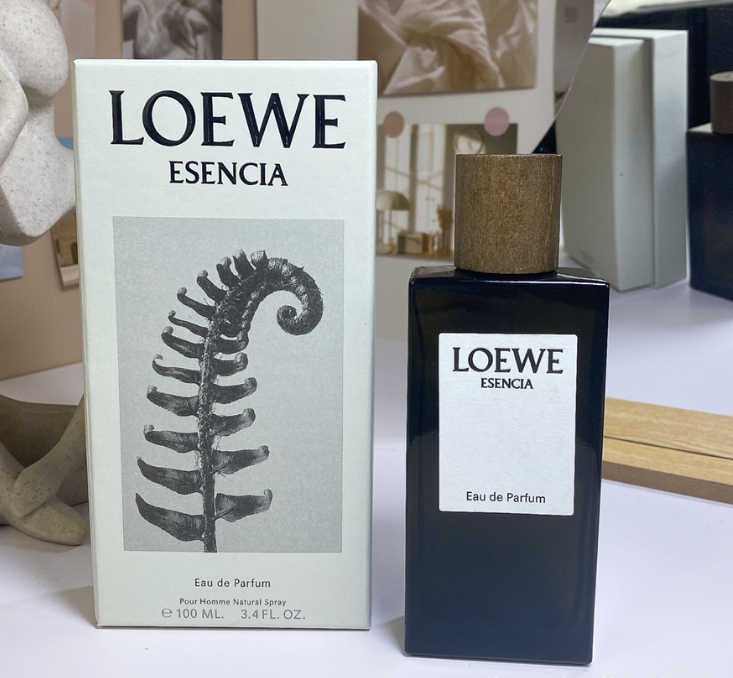 LOEWE
ESENCIA
Eau de Parfum
Pour Homme Natural Spray
℮ 100 ML. 3.4 FL. OZ.
LOEWE
ESENCIA
Eau de Parfum